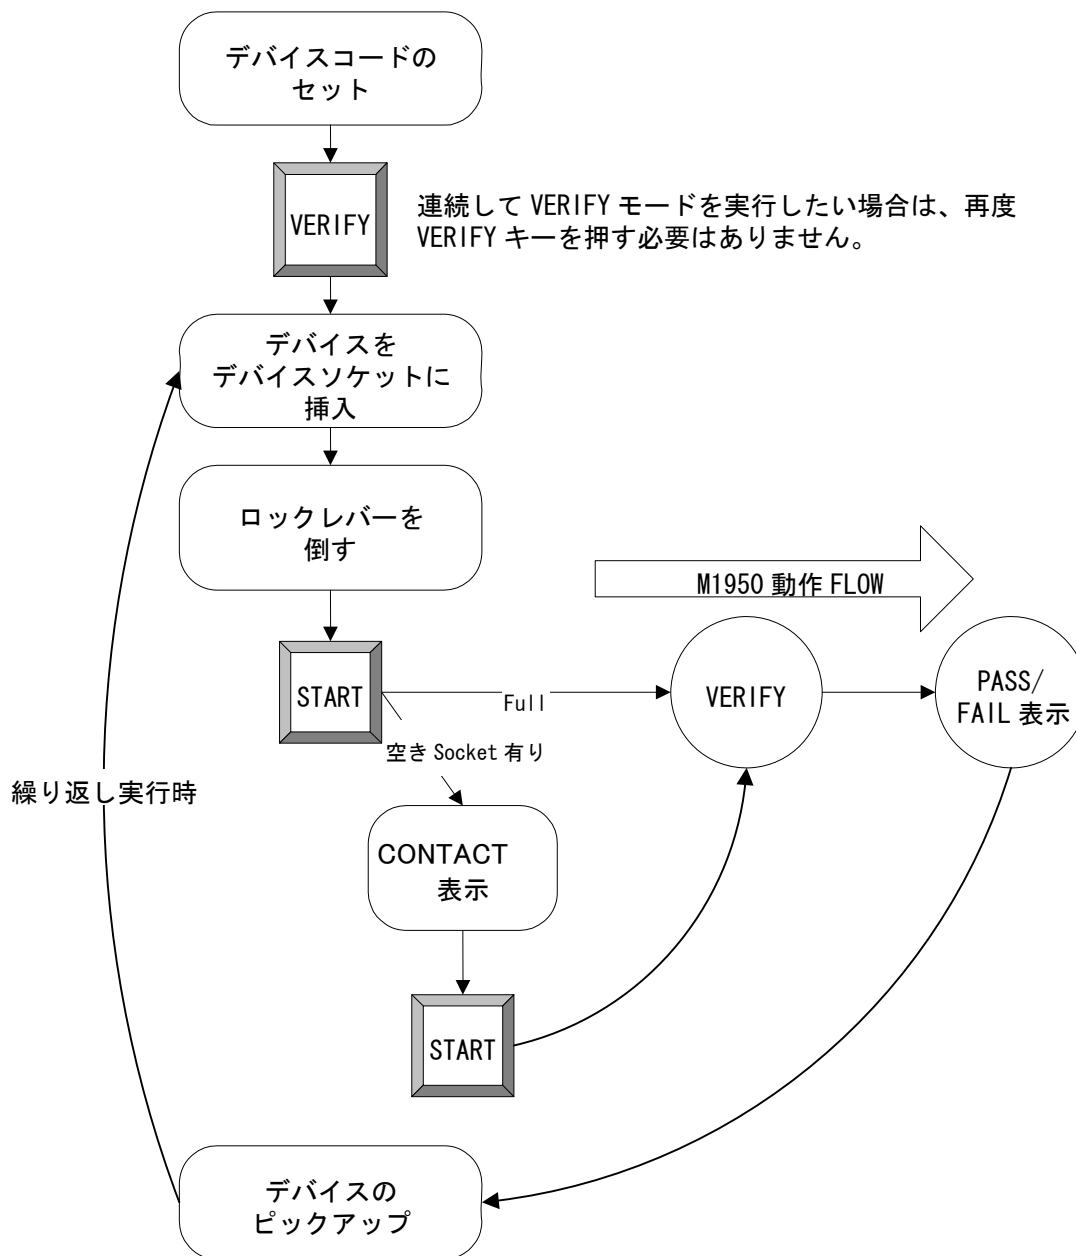 デバイスコードの
セット
VERIFY
連続して VERIFY モードを実行したい場合は、再度
VERIFY キーを押す必要はありません。
デバイスを
デバイスソケットに
挿入
ロックレバーを
倒す
M1950 動作 FLOW
START
Full
VERIFY
PASS/
FAIL 表示
空き Socket 有り
繰り返し実行時
CONTACT
表示
START
デバイスの
ピックアップ